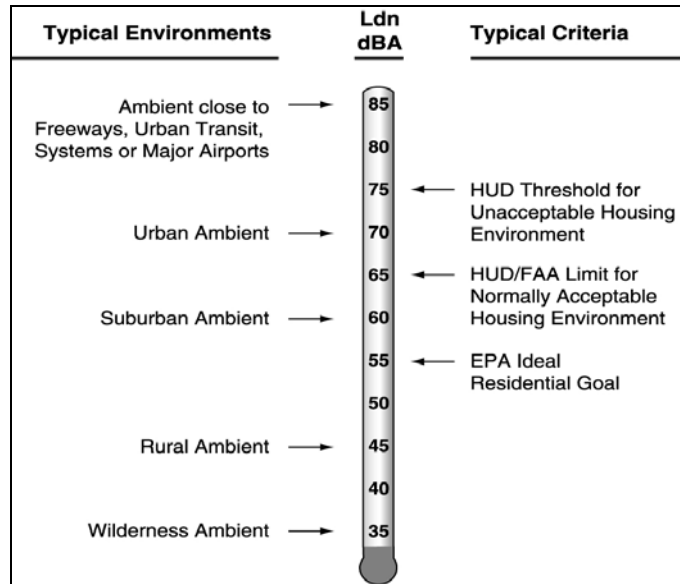 Typical Environments
Ldn
dBA
Typical Criteria
Ambient close to
Freeways, Urban Transit,
Systems or Major Airports
85
80
75
HUD Threshold for
Unacceptable Housing
Environment
Urban Ambient
70
65
HUD/FAA Limit for
Normally Acceptable
Housing Environment
Suburban Ambient
60
55
EPA Ideal
Residential Goal
50
Rural Ambient
45
40
Wilderness Ambient
35